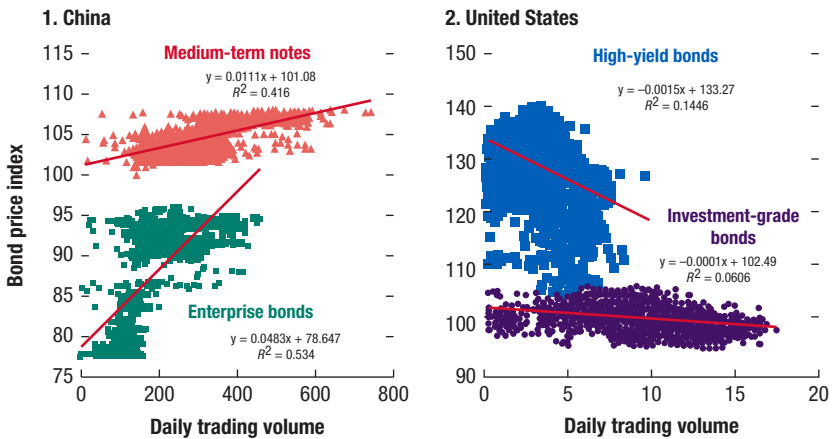 1. China
Medium-term notes
y = 0.0111x + 101.08
R2 = 0.416
Bond price index
115
110
105
100
95
90
85
80
75
Enterprise bonds
y = 0.0483x + 78.647
R2 = 0.534
0 200 400 600 800
Daily trading volume
2. United States
High-yield bonds
y = –0.0015x + 133.27
R2 = 0.1446
150
140
130
120
110
100
90
Investment-grade
bonds
y = –0.0001x + 102.49
R2 = 0.0606
0 5 10 15 20
Daily trading volume